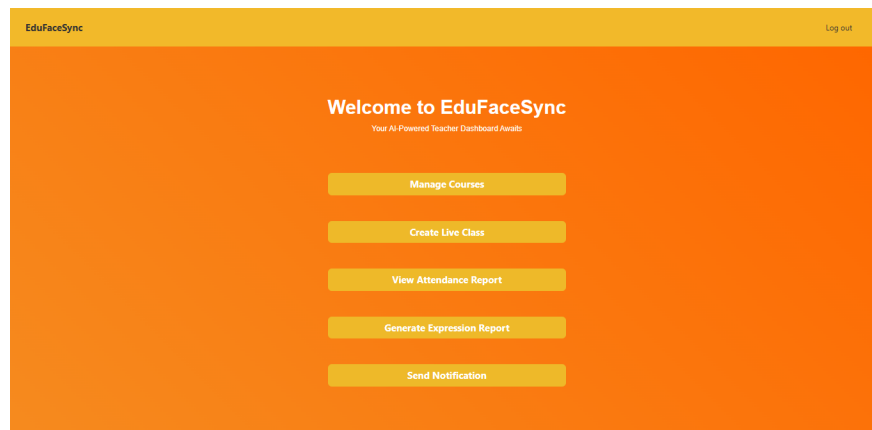 EduFaceSync
Log out
Welcome to EduFaceSync
Your AI-Powered Teacher Dashboard Awaits
Manage Courses
Create Live Class
View Attendance Report
Generate Expression Report
Send Notification